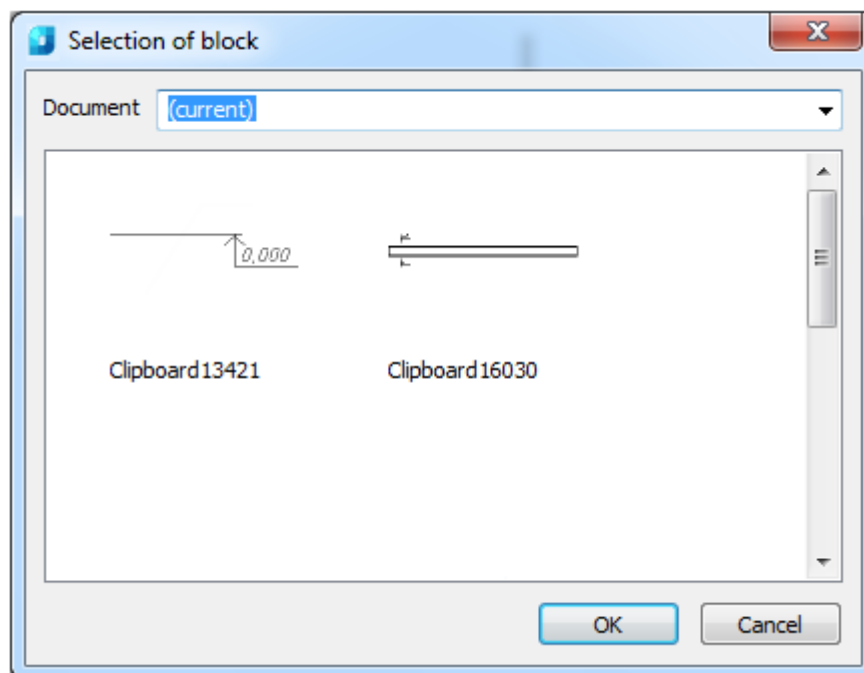 Selection of block
Document (current)
0,000
Clipboard13421 Clipboard16030
OK Cancel